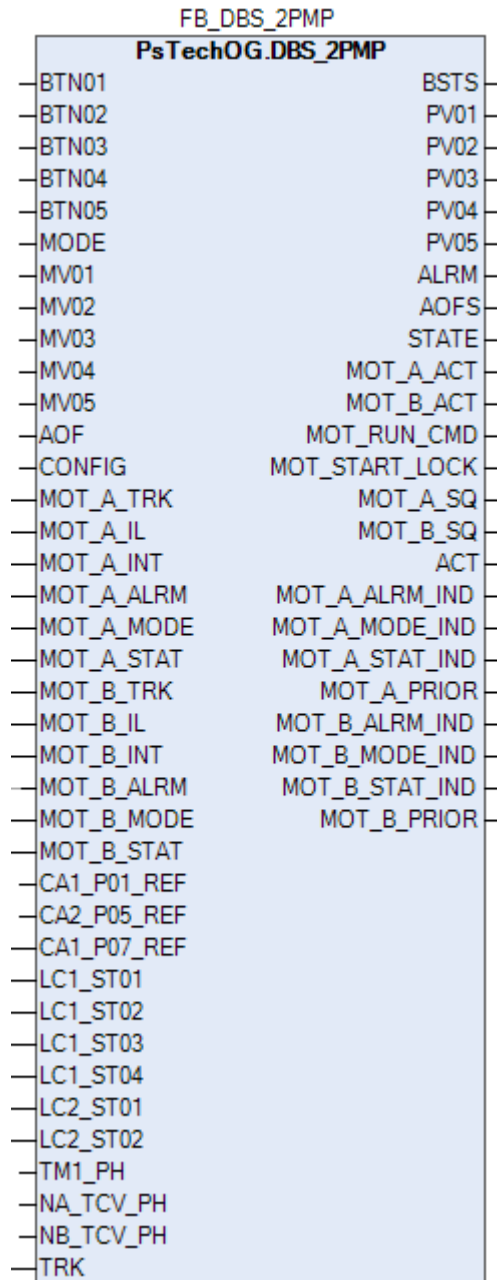 FB_DBS_2PMP
PsTechOG.DBS_2PMP
BTN01 BSTS
BTN02 PV01
BTN03 PV02
BTN04 PV03
BTN05 PV04
MODE PV05
MV01 ALRM
MV02 AOFS
MV03 STATE
MV04 MOT_A_ACT
MV05 MOT_B_ACT
AOF MOT_RUN_CMD
CONFIG MOT_START_LOCK
MOT_A_TRK MOT_A_SQ
MOT_A_IL MOT_B_SQ
MOT_A_INT ACT
MOT_A_ALRM MOT_A_ALRM_IND
MOT_A_MODE MOT_A_MODE_IND
MOT_A_STAT MOT_A_STAT_IND
MOT_B_TRK MOT_A_PRIOR
MOT_B_IL MOT_B_ALRM_IND
MOT_B_INT MOT_B_MODE_IND
MOT_B_ALRM MOT_B_STAT_IND
MOT_B_MODE MOT_B_PRIOR
MOT_B_STAT
CA1_P01_REF
CA2_P05_REF
CA1_P07_REF
LC1_ST01
LC1_ST02
LC1_ST03
LC1_ST04
LC2_ST01
LC2_ST02
TM1_PH
NA_TCV_PH
NB_TCV_PH
TRK